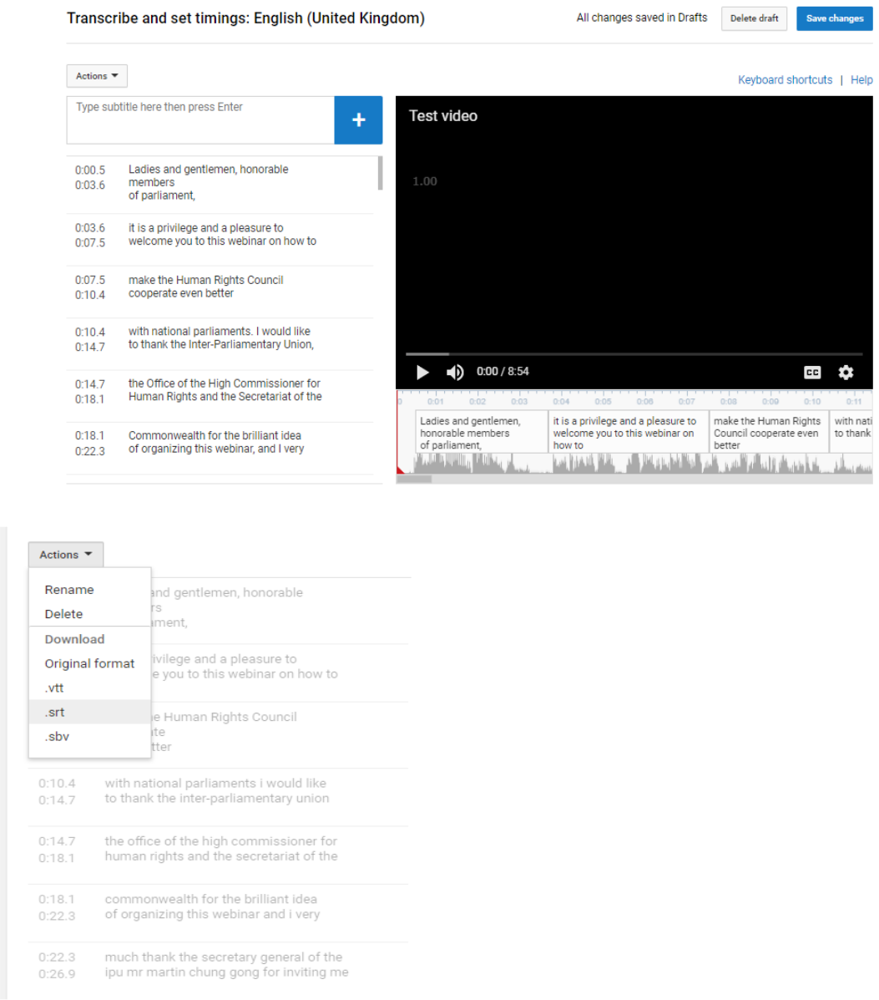 Transcribe and set timings: English (United Kingdom)
All changes saved in Drafts
Delete draft
Save changes
Actions
Keyboard shortcuts | Help
Type subtitle here then press Enter
+
0:00.5
0:03.6
Ladies and gentlemen, honorable
members
of parliament,
0:03.6
0:07.5
it is a privilege and a pleasure to
welcome you to this webinar on how to
0:07.5
0:10.4
make the Human Rights Council
cooperate even better
0:10.4
0:14.7
with national parliaments. I would like
to thank the Inter-Parliamentary Union,
0:14.7
0:18.1
the Office of the High Commissioner for
Human Rights and the Secretariat of the
0:18.1
0:22.3
Commonwealth for the brilliant idea
of organizing this webinar, and I very
Test video
1.00
0:00 / 8:54
CC
0 0:01 0:02 0:03 0:04 0:05 0:06 0:07 0:08 0:09 0:10 0:11
Ladies and gentlemen,
honorable members
of parliament,
it is a privilege and a pleasure to
welcome you to this webinar on
how to
make the Human Rights
Council cooperate even
better
with nati
to thank
Actions
Rename
Delete
Download
Original format
.vtt
.srt
.sbv
and gentlemen, honorable
rs
ament,
ivilege and a pleasure to
e you to this webinar on how to
e Human Rights Council
ate
tter
0:10.4
0:14.7
with national parliaments i would like
to thank the inter-parliamentary union
0:14.7
0:18.1
the office of the high commissioner for
human rights and the secretariat of the
0:18.1
0:22.3
commonwealth for the brilliant idea
of organizing this webinar and i very
0:22.3
0:26.9
much thank the secretary general of the
ipu mr martin chung gong for inviting me